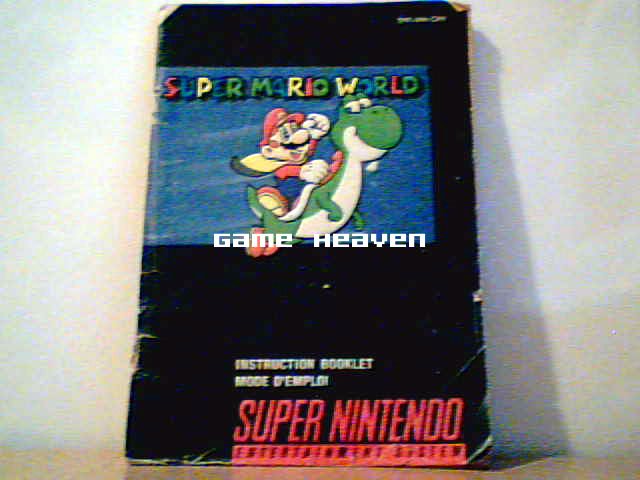 SUPER MARIO WORLD
Game Heaven
INSTRUCTION BOOKLET
MODE D'EMPLOI
SUPER NINTENDO
ENTERTAINMENT SYSTEM